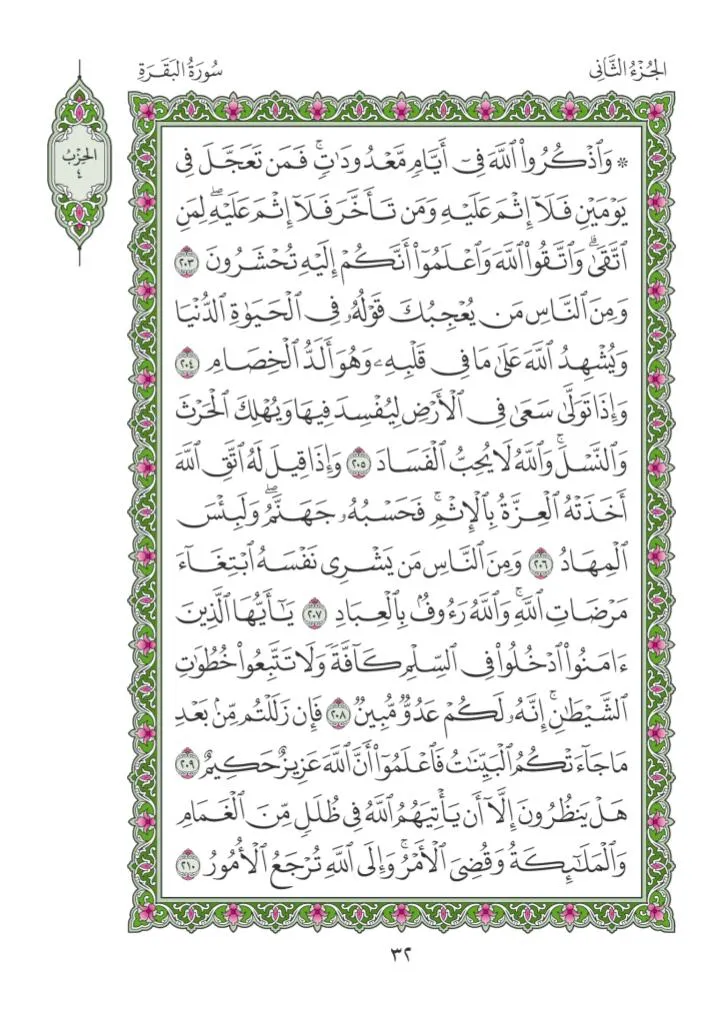 الجُزْءُ الثَّانِى
سُورَةُ البَقَرَةِ
الحِزْبُ
٤
۞ وَٱذْكُرُوا۟ ٱللَّهَ فِىٓ أَيَّامٍ مَّعْدُودَٰتٍ ۚ فَمَن تَعَجَّلَ فِى
يَوْمَيْنِ فَلَآ إِثْمَ عَلَيْهِ وَمَن تَأَخَّرَ فَلَآ إِثْمَ عَلَيْهِ ۖ لِمَنِ
ٱتَّقَىٰ ۗ وَٱتَّقُوا۟ ٱللَّهَ وَٱعْلَمُوٓا۟ أَنَّكُمْ إِلَيْهِ تُحْشَرُونَ ٢٠٣
وَمِنَ ٱلنَّاسِ مَن يُعْجِبُكَ قَوْلُهُۥ فِى ٱلْحَيَوٰةِ ٱلدُّنْيَا
وَيُشْهِدُ ٱللَّهَ عَلَىٰ مَا فِى قَلْبِهِۦ وَهُوَ أَلَدُّ ٱلْخِصَامِ ٢٠٤
وَإِذَا تَوَلَّىٰ سَعَىٰ فِى ٱلْأَرْضِ لِيُفْسِدَ فِيهَا وَيُهْلِكَ ٱلْحَرْثَ
وَٱلنَّسْلَ ۗ وَٱللَّهُ لَا يُحِبُّ ٱلْفَسَادَ ٢٠٥ وَإِذَا قِيلَ لَهُ ٱتَّقِ ٱللَّهَ
أَخَذَتْهُ ٱلْعِزَّةُ بِٱلْإِثْمِ ۚ فَحَسْبُهُۥ جَهَنَّمُ ۖ وَلَبِئْسَ
ٱلْمِهَادُ ٢٠٦ وَمِنَ ٱلنَّاسِ مَن يَشْرِى نَفْسَهُ ٱبْتِغَآءَ
مَرْضَاتِ ٱللَّهِ ۗ وَٱللَّهُ رَءُوفٌۢ بِٱلْعِبَادِ ٢٠٧ يَٰٓأَيُّهَا ٱلَّذِينَ
ءَامَنُوا۟ ٱدْخُلُوا۟ فِى ٱلسِّلْمِ كَآفَّةً وَلَا تَتَّبِعُوا۟ خُطُوَٰتِ
ٱلشَّيْطَٰنِ ۚ إِنَّهُۥ لَكُمْ عَدُوٌّ مُّبِينٌ ٢٠٨ فَإِن زَلَلْتُم مِّنۢ بَعْدِ
مَا جَآءَتْكُمُ ٱلْبَيِّنَٰتُ فَٱعْلَمُوٓا۟ أَنَّ ٱللَّهَ عَزِيزٌ حَكِيمٌ ٢٠٩
هَلْ يَنظُرُونَ إِلَّآ أَن يَأْتِيَهُمُ ٱللَّهُ فِى ظُلَلٍ مِّنَ ٱلْغَمَامِ
وَٱلْمَلَٰٓئِكَةُ وَقُضِىَ ٱلْأَمْرُ ۚ وَإِلَى ٱللَّهِ تُرْجَعُ ٱلْأُمُورُ ٢١٠
٣٢